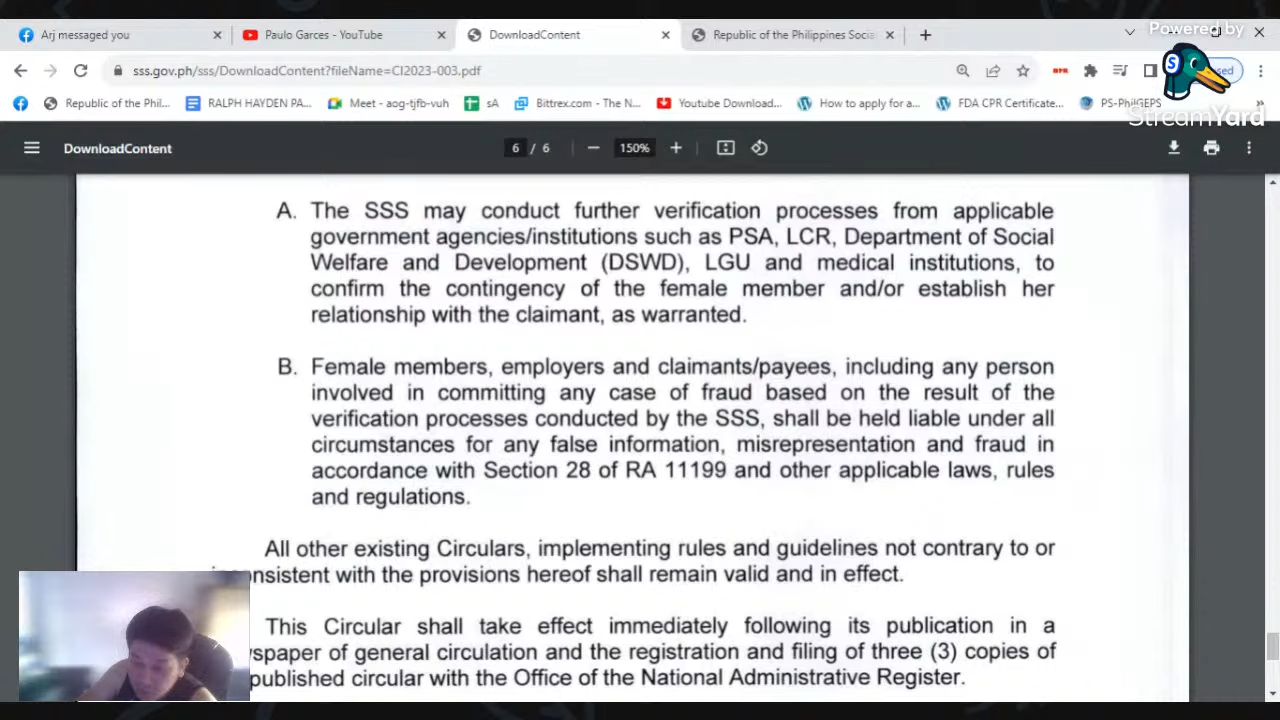 Arj messaged you
Paulo Garces - YouTube
DownloadContent
Republic of the Philippines Socia
Powered by
sss.gov.ph/sss/DownloadContent?fileName=CI2023-003.pdf
Republic of the Phil...
RALPH HAYDEN PA...
Meet - aog-tjfb-vuh
sA
Bittrex.com - The N...
Youtube Download...
How to apply for a...
FDA CPR Certificate...
PS-PhilGEPS
StreamYard
DownloadContent
6 / 6
150%
A. The SSS may conduct further verification processes from applicable
government agencies/institutions such as PSA, LCR, Department of Social
Welfare and Development (DSWD), LGU and medical institutions, to
confirm the contingency of the female member and/or establish her
relationship with the claimant, as warranted.
B. Female members, employers and claimants/payees, including any person
involved in committing any case of fraud based on the result of the
verification processes conducted by the SSS, shall be held liable under all
circumstances for any false information, misrepresentation and fraud in
accordance with Section 28 of RA 11199 and other applicable laws, rules
and regulations.
All other existing Circulars, implementing rules and guidelines not contrary to or
onsistent with the provisions hereof shall remain valid and in effect.
This Circular shall take effect immediately following its publication in a
spaper of general circulation and the registration and filing of three (3) copies of
published circular with the Office of the National Administrative Register.